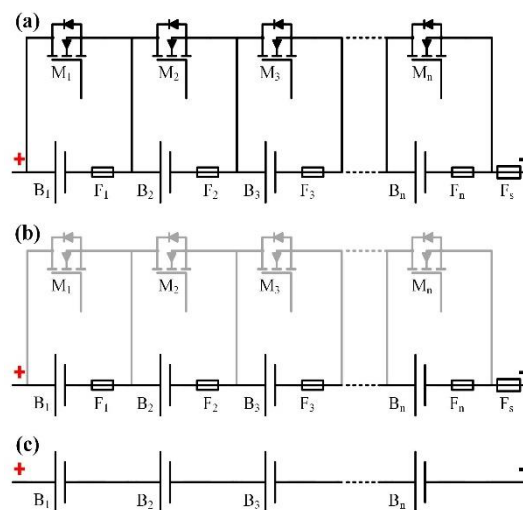 (a)
M1 M2 M3 Mn
+ -
B1 F1 B2 F2 B3 F3 Bn Fn Fs
(b)
M1 M2 M3 Mn
+ -
B1 F1 B2 F2 B3 F3 Bn Fn Fs
(c)
+ -
B1 B2 B3 Bn